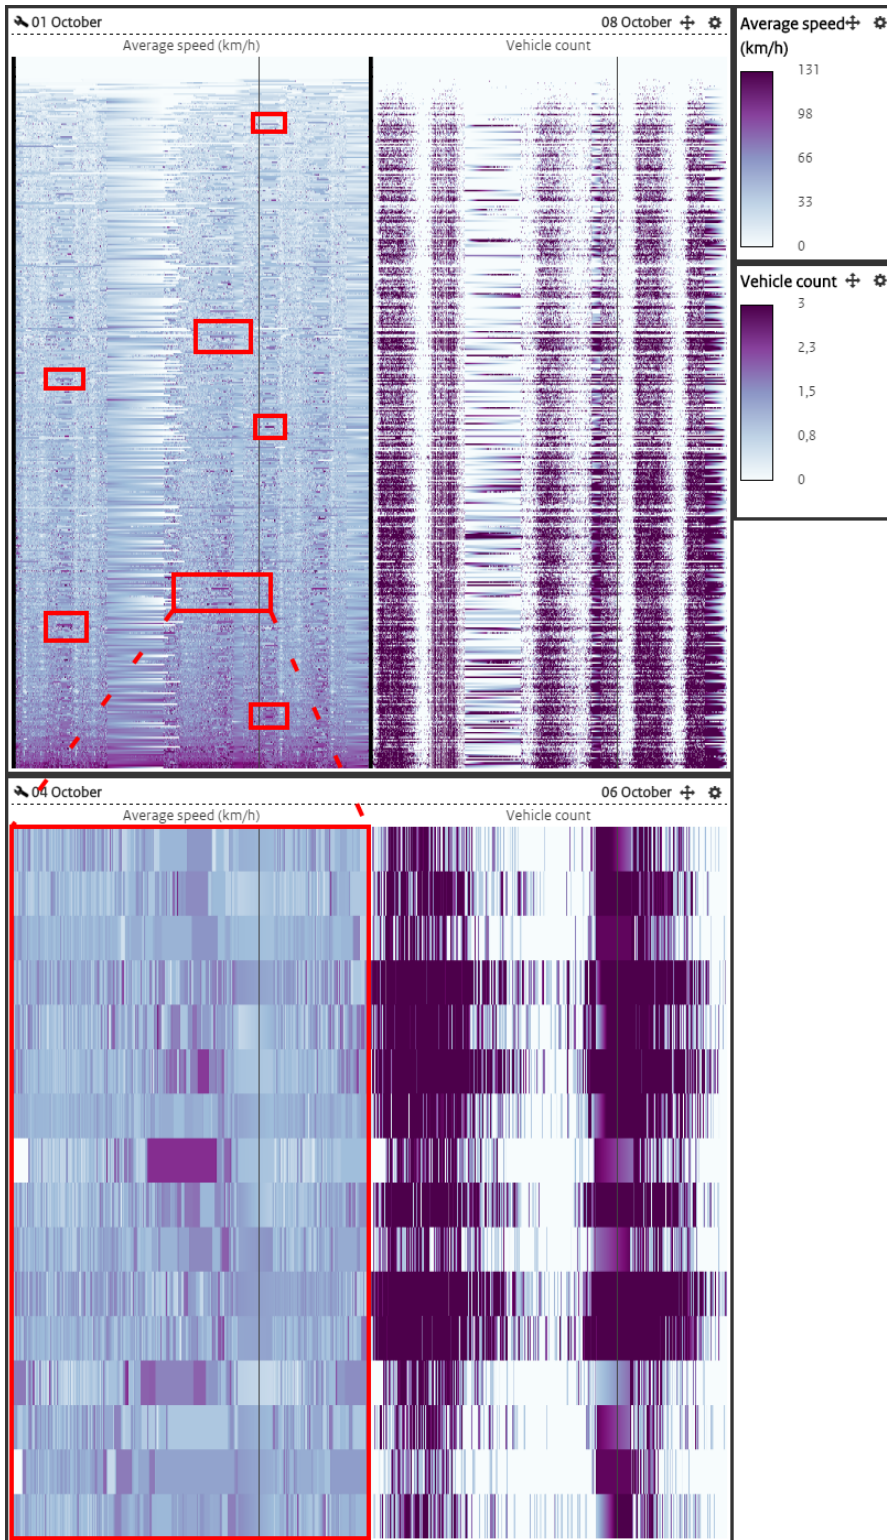 01 October
08 October
Average speed (km/h)
Vehicle count
Average speed
(km/h)
131
98
66
33
0
Vehicle count
3
2,3
1,5
0,8
0
04 October
06 October
Average speed (km/h)
Vehicle count